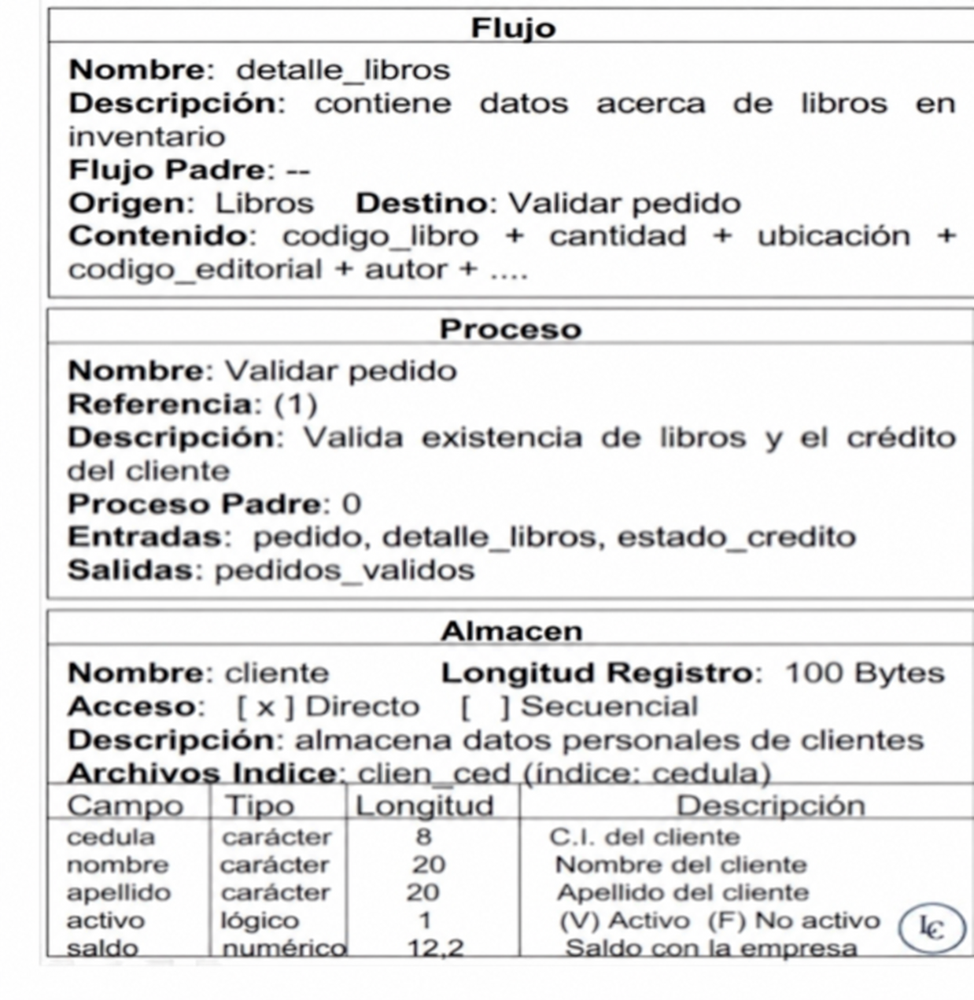 Flujo
Nombre: detalle_libros
Descripción: contiene datos acerca de libros en
inventario
Flujo Padre: --
Origen: Libros Destino: Validar pedido
Contenido: codigo_libro + cantidad + ubicación +
codigo_editorial + autor + ....
Proceso
Nombre: Validar pedido
Referencia: (1)
Descripción: Valida existencia de libros y el crédito
del cliente
Proceso Padre: 0
Entradas: pedido, detalle_libros, estado_credito
Salidas: pedidos_validos
Almacen
Nombre: cliente Longitud Registro: 100 Bytes
Acceso: [ x ] Directo [ ] Secuencial
Descripción: almacena datos personales de clientes
Archivos Indice: clien_ced (índice: cedula)
Campo Tipo Longitud Descripción
cedula carácter 8 C.I. del cliente
nombre carácter 20 Nombre del cliente
apellido carácter 20 Apellido del cliente
activo lógico 1 (V) Activo (F) No activo
saldo numérico 12,2 Saldo con la empresa